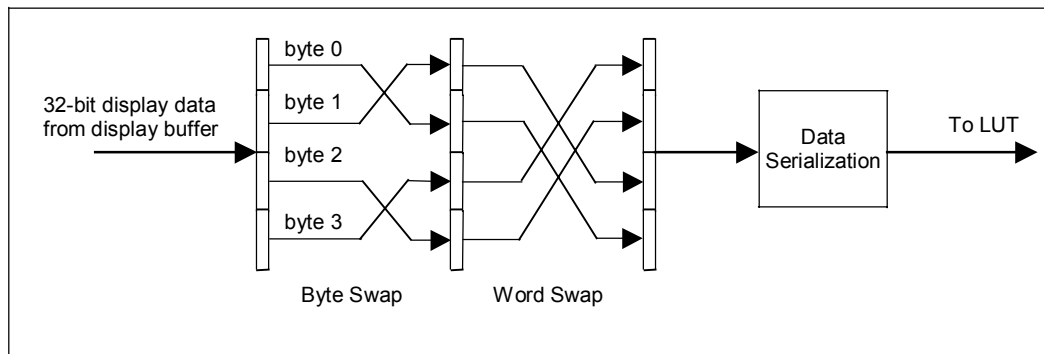 byte 0
32-bit display data
from display buffer
byte 1
byte 2
byte 3
Byte Swap
Word Swap
Data
Serialization
To LUT